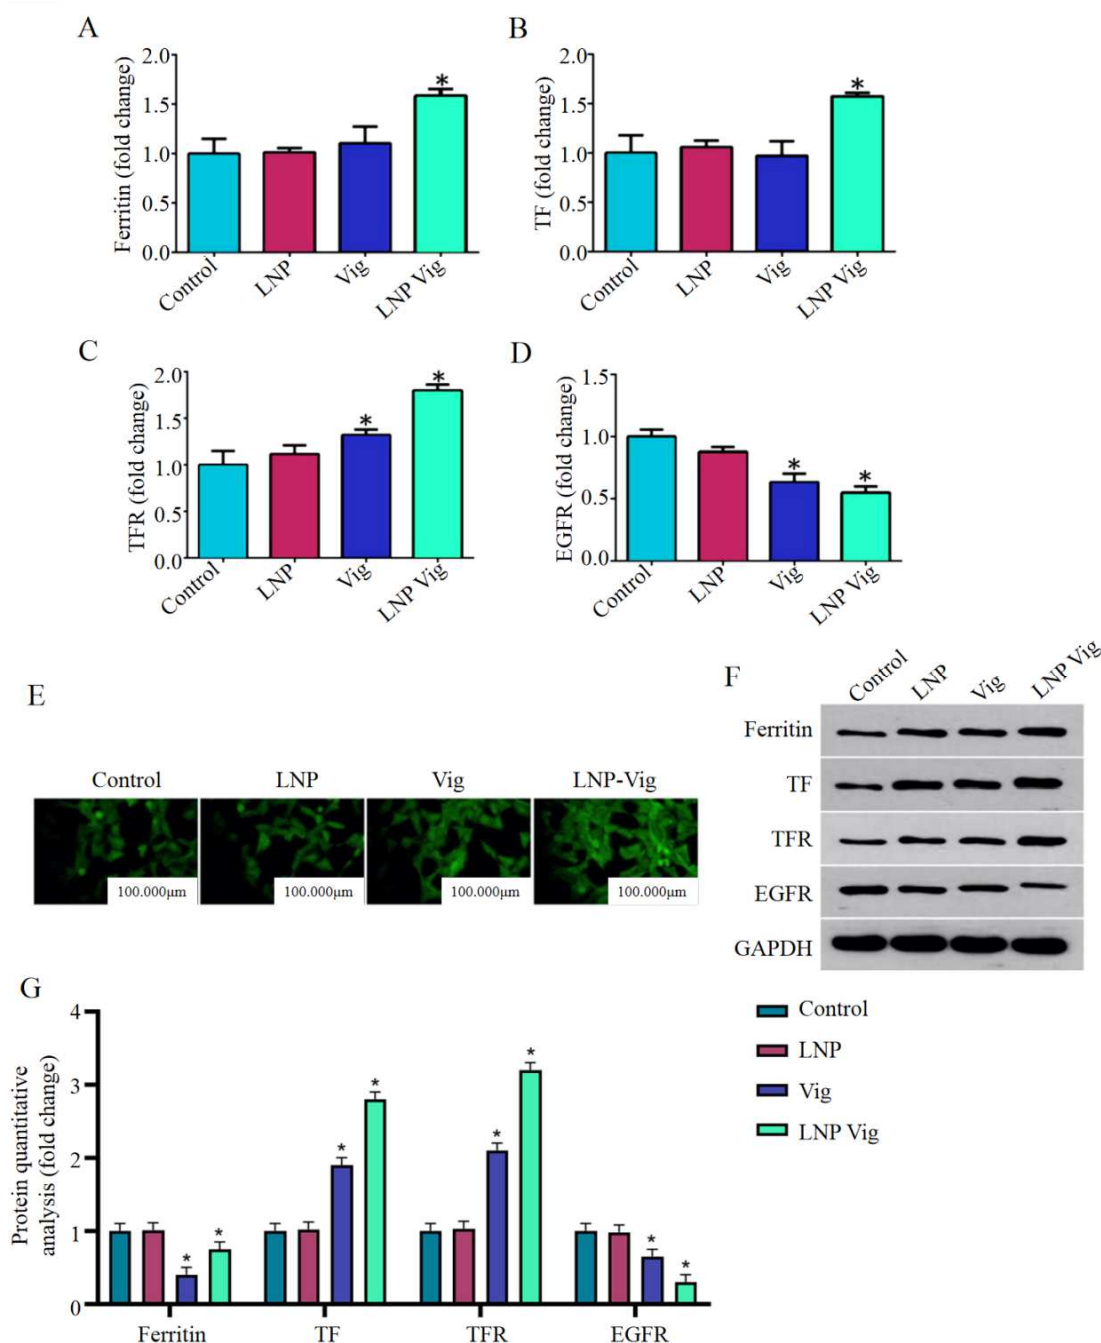 A
Ferritin (fold change)
2.0
1.5
1.0
0.5
0.0
*
Control
LNP
Vig
LNP Vig
B
TF (fold change)
2.0
1.5
1.0
0.5
0.0
*
Control
LNP
Vig
LNP Vig
C
TFR (fold change)
2.0
1.5
1.0
0.5
0.0
*
*
Control
LNP
Vig
LNP Vig
D
EGFR (fold change)
1.5
1.0
0.5
0.0
*
*
Control
LNP
Vig
LNP Vig
E
Control
LNP
Vig
LNP-Vig
100.000μm
100.000μm
100.000μm
100.000μm
F
Control
LNP
Vig
LNP Vig
Ferritin
TF
TFR
EGFR
GAPDH
G
Protein quantitative
analysis (fold change)
4
3
2
1
0
*
*
*
*
*
*
*
*
Ferritin
TF
TFR
EGFR
Control
LNP
Vig
LNP Vig